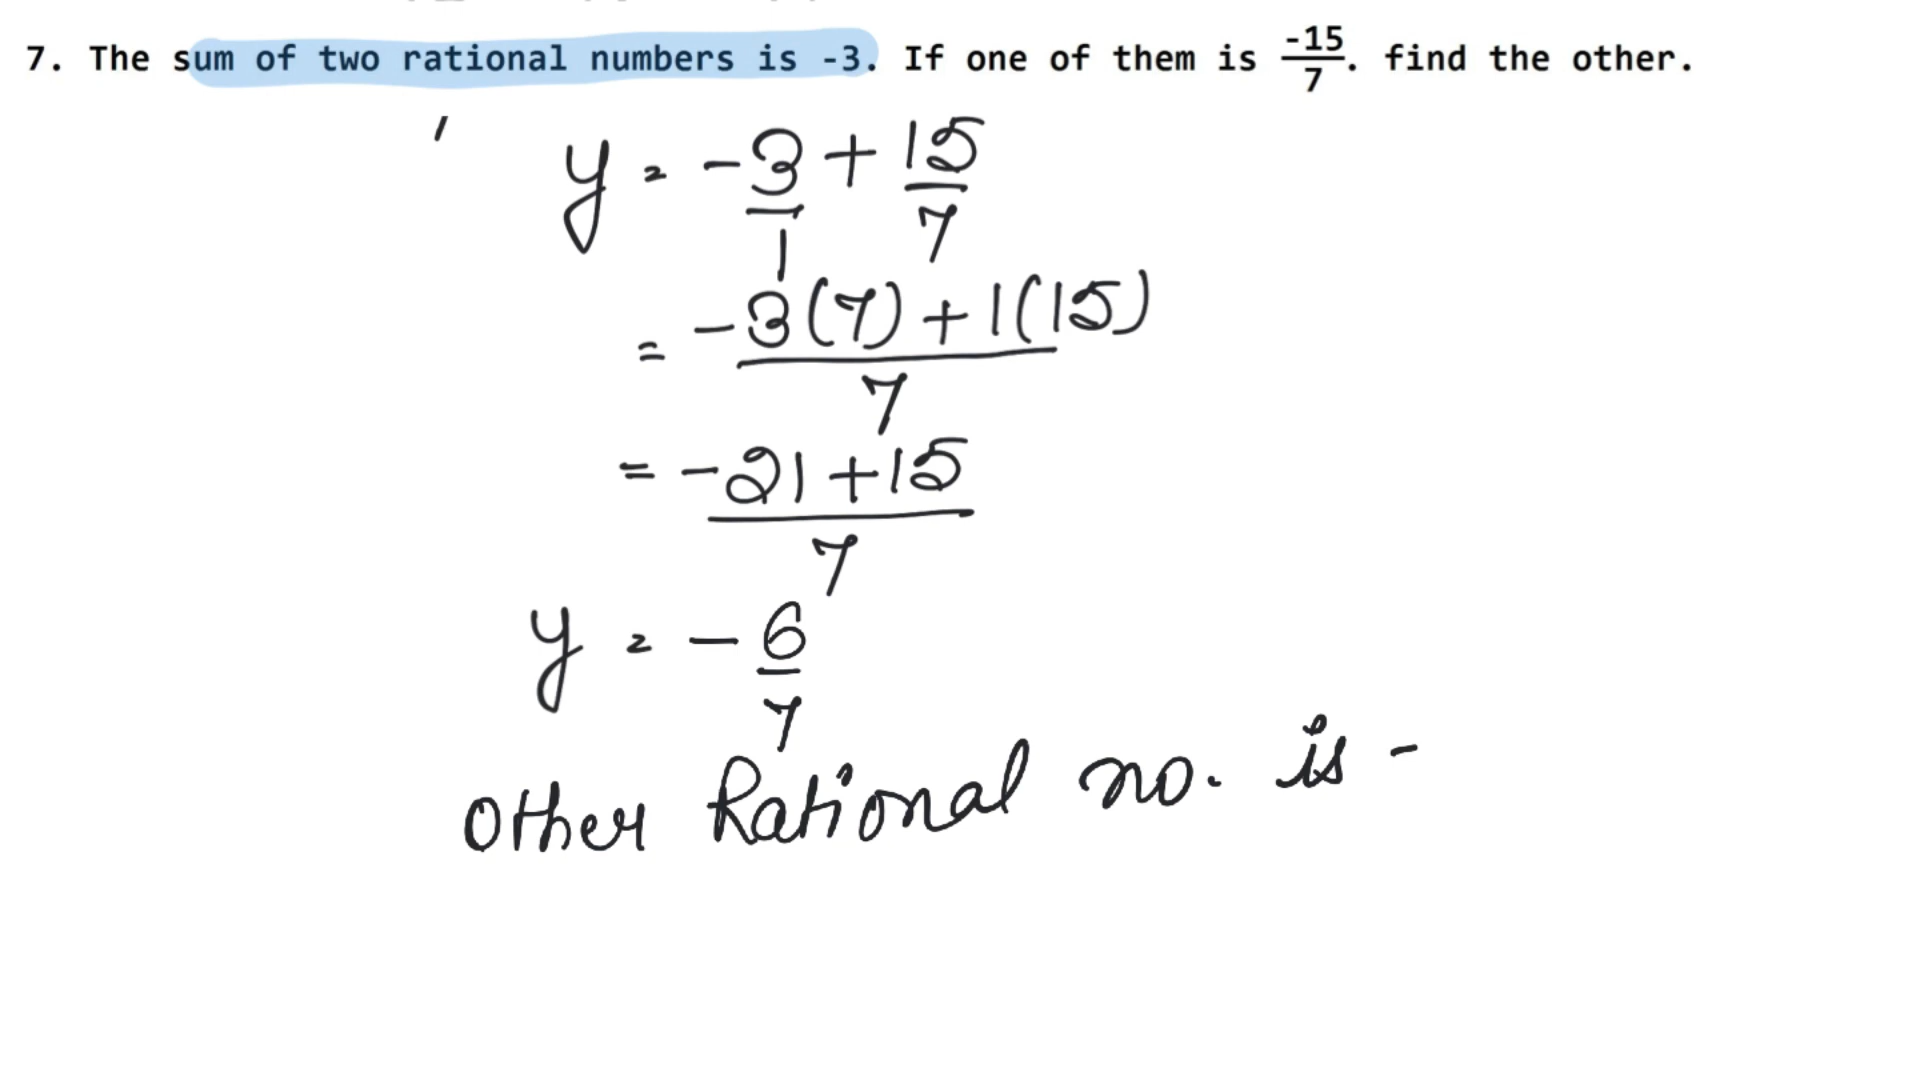 7. The sum of two rational numbers is -3. If one of them is -15/7. find the other.
y = -3/1 + 15/7
= -3(7)+1(15)/7
= -21+15/7
y = -6/7
Other Rational no. is -